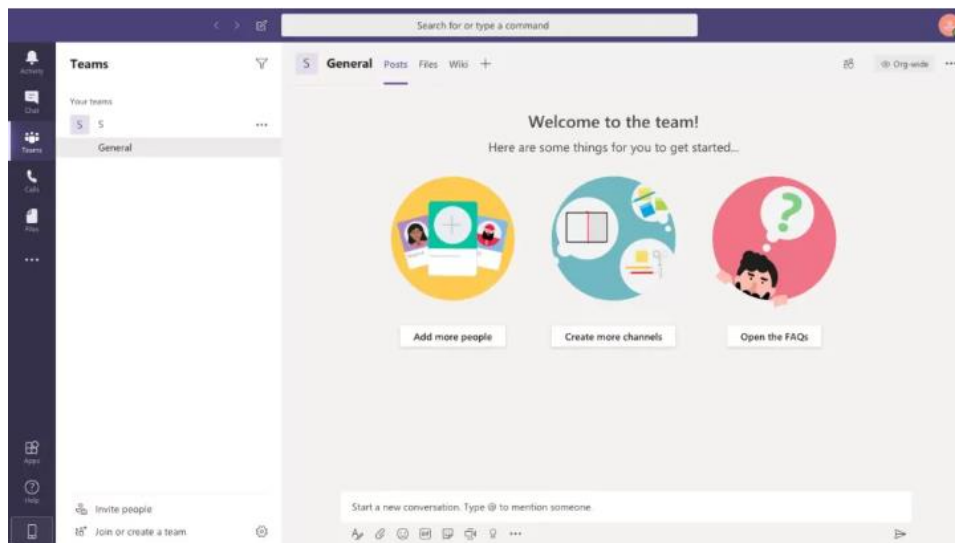 Search for or type a command
Activity
Chat
Teams
Calls
Files
Apps
Help
Teams
Your teams
S S
General
Invite people
Join or create a team
S General Posts Files Wiki
Org-wide
Welcome to the team!
Here are some things for you to get started...
Add more people
Create more channels
Open the FAQs
Start a new conversation. Type @ to mention someone.
GIF